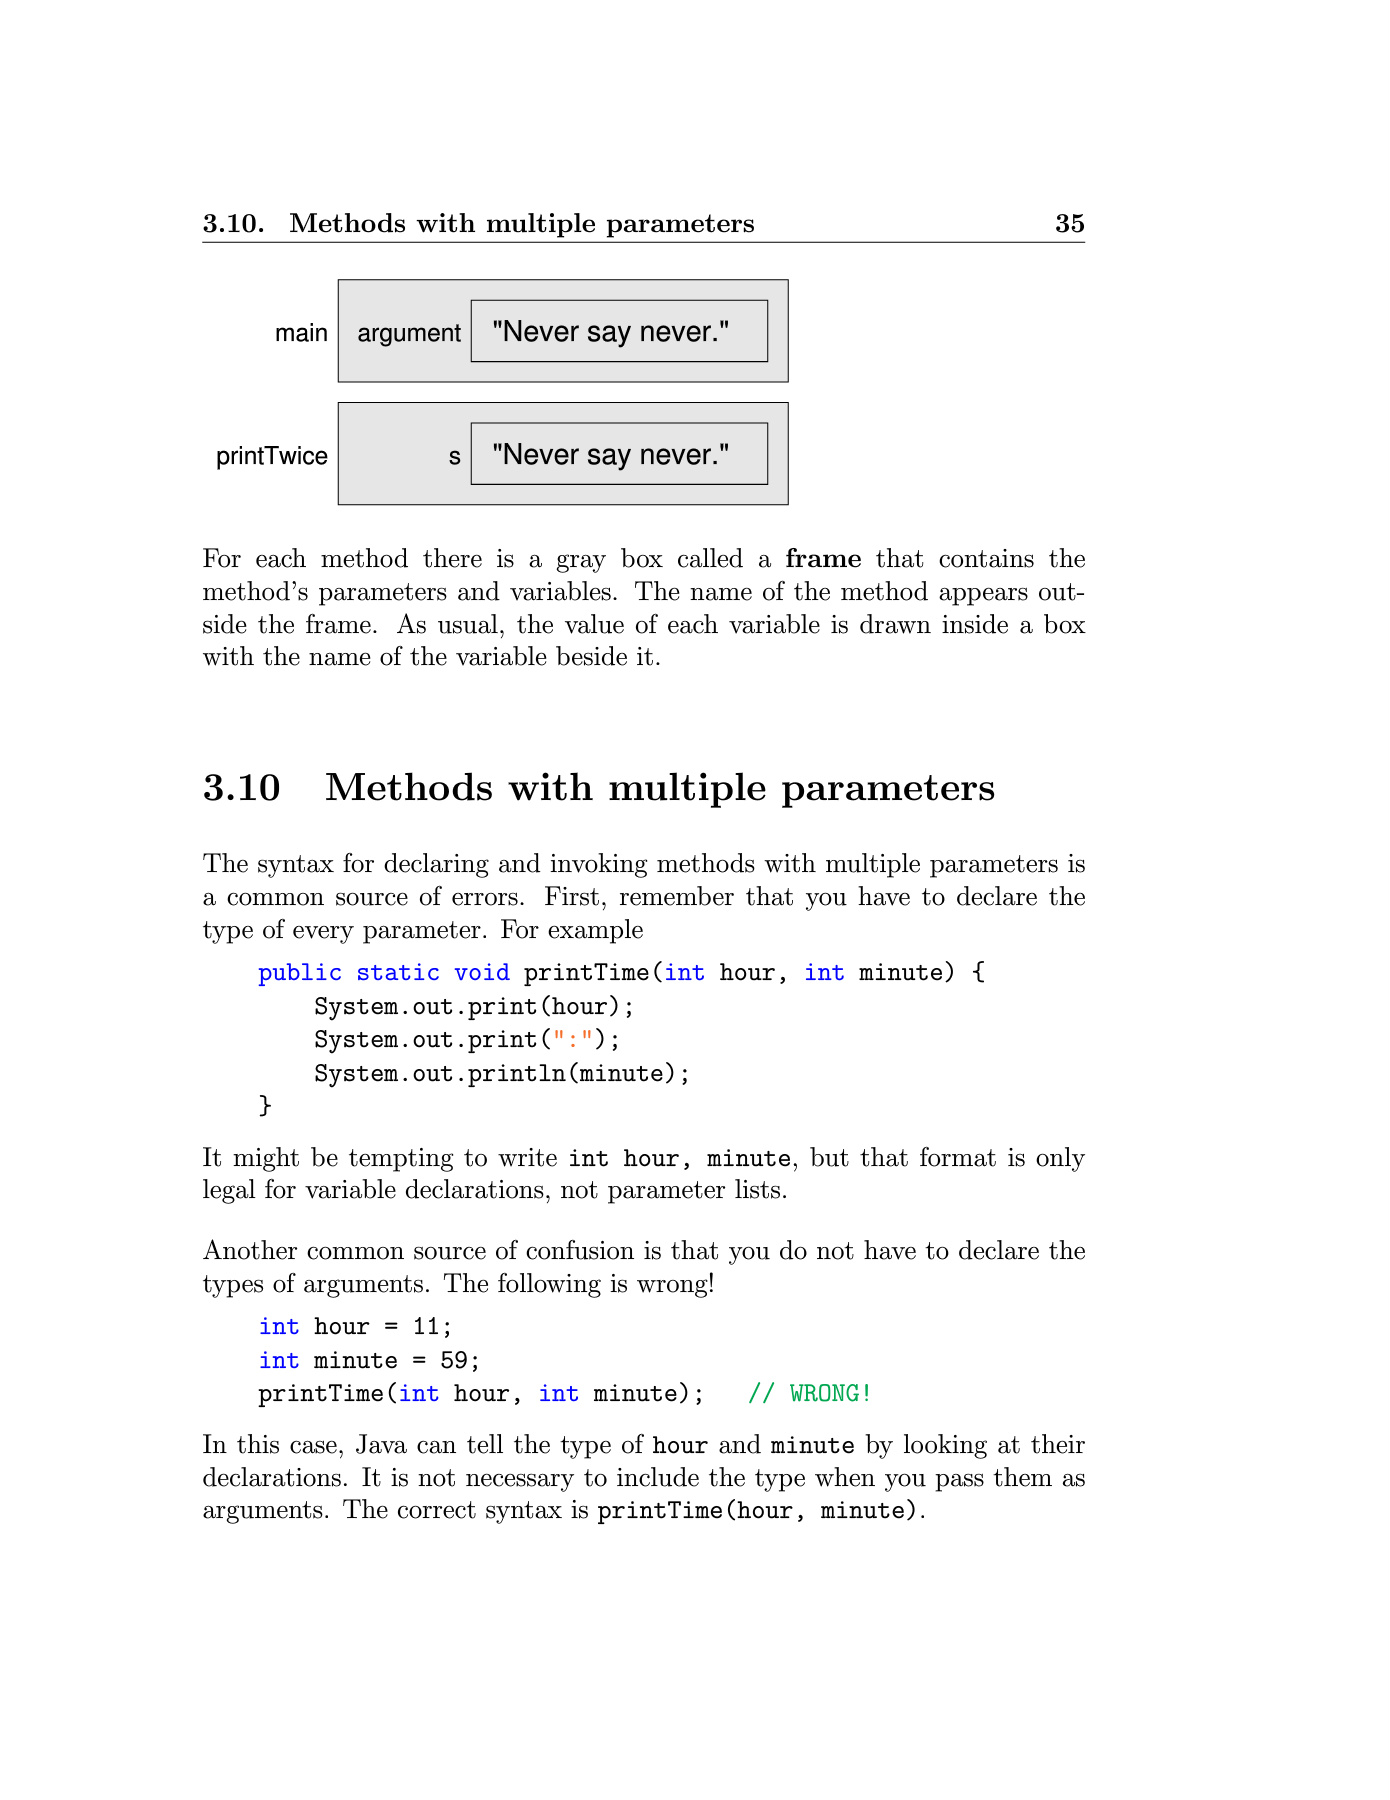 3.10. Methods with multiple parameters 35
main argument "Never say never."
printTwice s "Never say never."
For each method there is a gray box called a frame that contains the
method's parameters and variables. The name of the method appears out-
side the frame. As usual, the value of each variable is drawn inside a box
with the name of the variable beside it.
3.10 Methods with multiple parameters
The syntax for declaring and invoking methods with multiple parameters is
a common source of errors. First, remember that you have to declare the
type of every parameter. For example
public static void printTime(int hour, int minute) {
System.out.print(hour);
System.out.print(":");
System.out.println(minute);
}
It might be tempting to write int hour, minute, but that format is only
legal for variable declarations, not parameter lists.
Another common source of confusion is that you do not have to declare the
types of arguments. The following is wrong!
int hour = 11;
int minute = 59;
printTime(int hour, int minute); // WRONG!
In this case, Java can tell the type of hour and minute by looking at their
declarations. It is not necessary to include the type when you pass them as
arguments. The correct syntax is printTime(hour, minute).